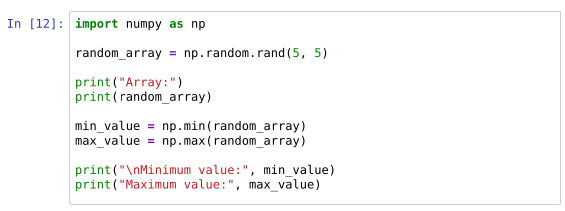 In [12]: import numpy as np
random_array = np.random.rand(5, 5)
print("Array:")
print(random_array)
min_value = np.min(random_array)
max_value = np.max(random_array)
print("\nMinimum value:", min_value)
print("Maximum value:", max_value)